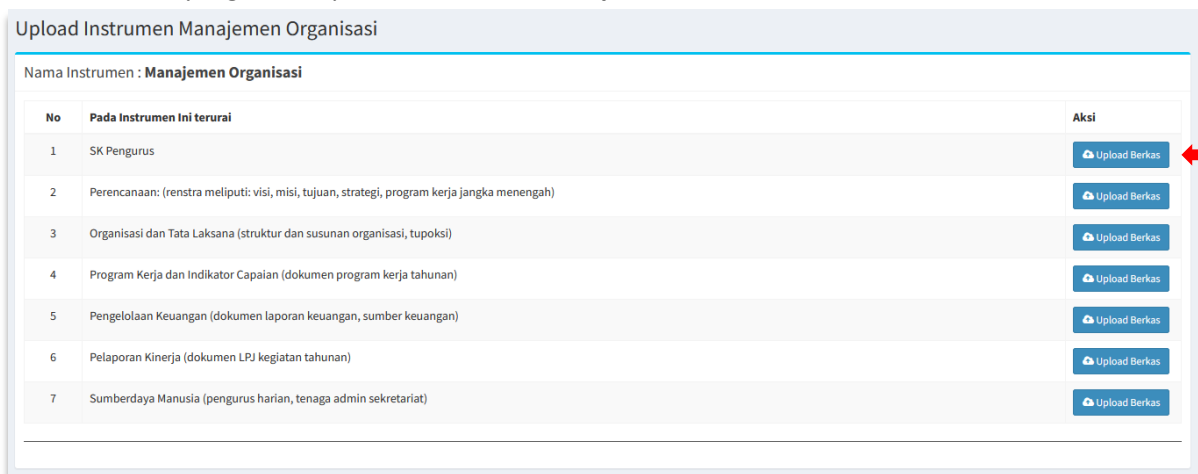 Upload Instrumen Manajemen Organisasi
Nama Instrumen : Manajemen Organisasi
No Pada Instrumen Ini terurai Aksi
1 SK Pengurus Upload Berkas
2 Perencanaan: (renstra meliputi: visi, misi, tujuan, strategi, program kerja jangka menengah) Upload Berkas
3 Organisasi dan Tata Laksana (struktur dan susunan organisasi, tupoksi) Upload Berkas
4 Program Kerja dan Indikator Capaian (dokumen program kerja tahunan) Upload Berkas
5 Pengelolaan Keuangan (dokumen laporan keuangan, sumber keuangan) Upload Berkas
6 Pelaporan Kinerja (dokumen LPJ kegiatan tahunan) Upload Berkas
7 Sumberdaya Manusia (pengurus harian, tenaga admin sekretariat) Upload Berkas